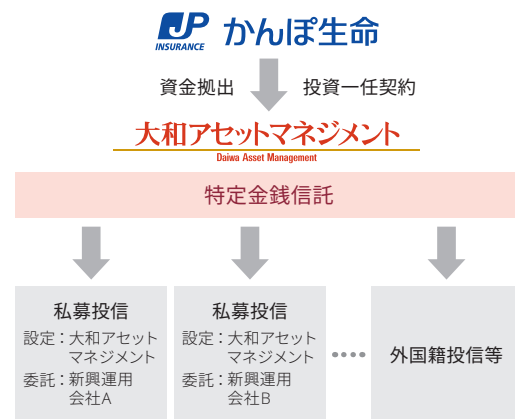 JP
INSURANCE
かんぽ生命
資金拠出
投資一任契約
大和アセットマネジメント
Daiwa Asset Management
特定金銭信託
私募投信
設定：大和アセット
マネジメント
委託：新興運用
会社A
私募投信
設定：大和アセット
マネジメント
委託：新興運用
会社B
外国籍投信等